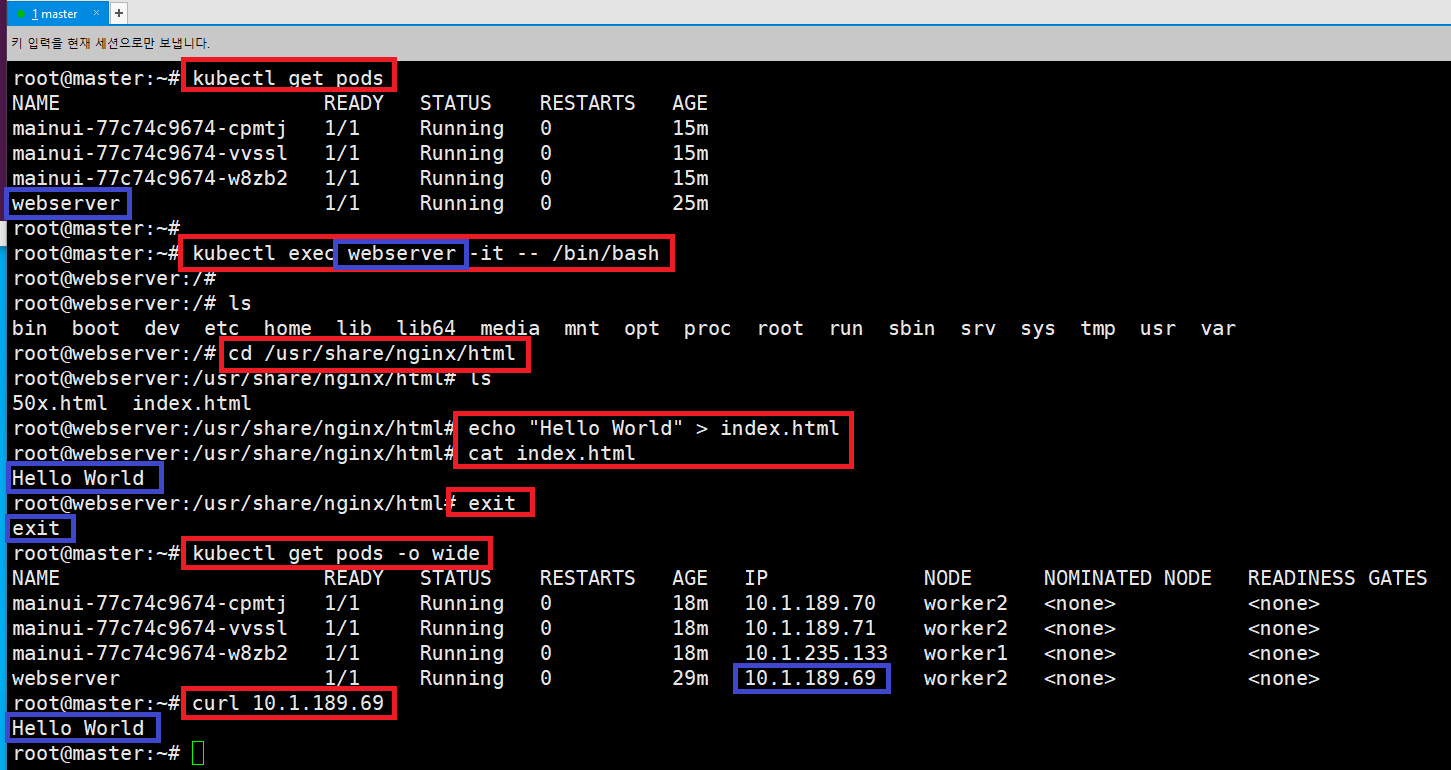 1 master × +
키 입력을 현재 세션으로만 보냅니다.
root@master:~# kubectl get pods
NAME READY STATUS RESTARTS AGE
mainui-77c74c9674-cpmtj 1/1 Running 0 15m
mainui-77c74c9674-vvssl 1/1 Running 0 15m
mainui-77c74c9674-w8zb2 1/1 Running 0 15m
webserver 1/1 Running 0 25m
root@master:~#
root@master:~# kubectl exec webserver -it -- /bin/bash
root@webserver:/#
root@webserver:/# ls
bin boot dev etc home lib lib64 media mnt opt proc root run sbin srv sys tmp usr var
root@webserver:/# cd /usr/share/nginx/html
root@webserver:/usr/share/nginx/html# ls
50x.html index.html
root@webserver:/usr/share/nginx/html# echo "Hello World" > index.html
root@webserver:/usr/share/nginx/html# cat index.html
Hello World
root@webserver:/usr/share/nginx/html# exit
exit
root@master:~# kubectl get pods -o wide
NAME READY STATUS RESTARTS AGE IP NODE NOMINATED NODE READINESS GATES
mainui-77c74c9674-cpmtj 1/1 Running 0 18m 10.1.189.70 worker2 <none> <none>
mainui-77c74c9674-vvssl 1/1 Running 0 18m 10.1.189.71 worker2 <none> <none>
mainui-77c74c9674-w8zb2 1/1 Running 0 18m 10.1.235.133 worker1 <none> <none>
webserver 1/1 Running 0 29m 10.1.189.69 worker2 <none> <none>
root@master:~# curl 10.1.189.69
Hello World
root@master:~#